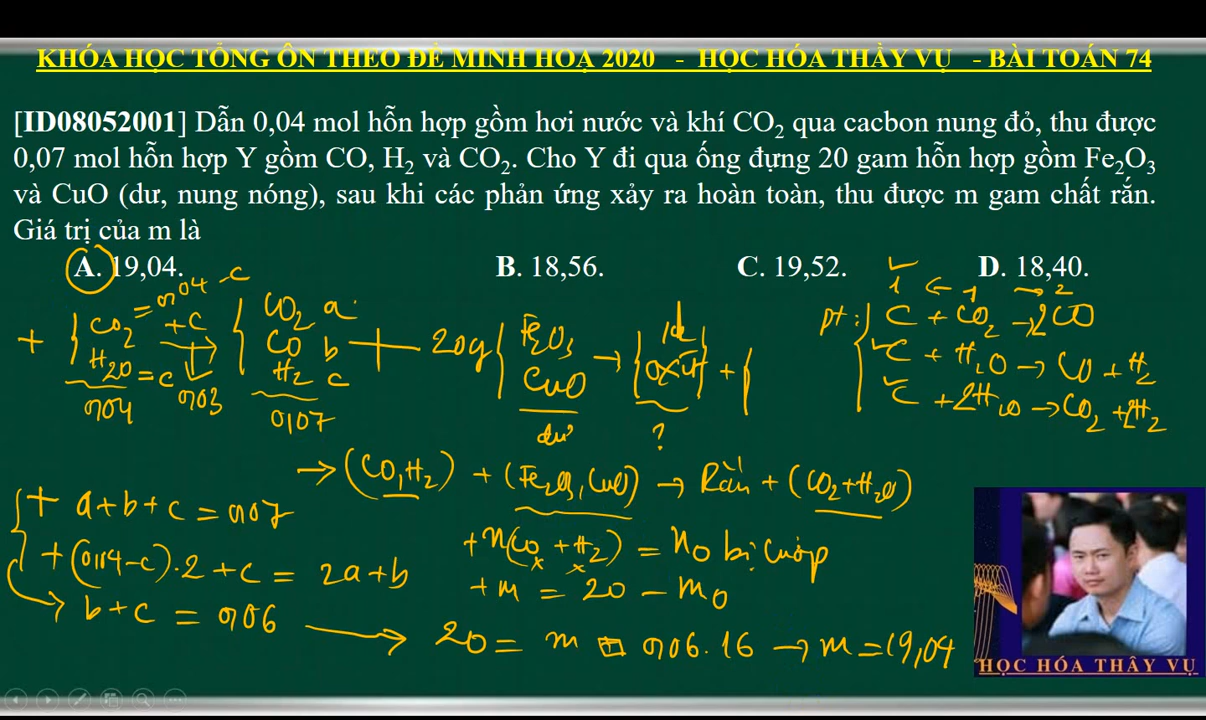 KHÓA HỌC TỔNG ÔN THEO ĐỀ MINH HOẠ 2020 - HỌC HÓA THẦY VỤ - BÀI TOÁN 74
[ID08052001] Dẫn 0,04 mol hỗn hợp gồm hơi nước và khí CO₂ qua cacbon nung đỏ, thu được
0,07 mol hỗn hợp Y gồm CO, H₂ và CO₂. Cho Y đi qua ống đựng 20 gam hỗn hợp gồm Fe₂O₃
và CuO (dư, nung nóng), sau khi các phản ứng xảy ra hoàn toàn, thu được m gam chất rắn.
Giá trị của m là
A. 19,04. B. 18,56. C. 19,52. D. 18,40.
+ { CO₂ = 0,04 - c
H₂O = c
0,04
+ C →
0,03
{ CO₂ a
CO b
H₂ c
0,07
+ 20g { Fe₂O₃
CuO
dư
?
pt: { C + CO₂ → 2CO
1 ← 1 → 2
C + H₂O → CO + H₂
C + 2H₂O → CO₂ + 2H₂
→ (CO, H₂) + (Fe₂O₃, CuO) → Rắn + (CO₂ + H₂O)
+ a + b + c = 0,07
+ (0,04 - c).2 + c = 2a + b
→ b + c = 0,06
+ n(CO + H₂) = nO bị cướp
+ m = 20 - mO
→ 20 = m + 0,06.16 → m = 19,04
HỌC HÓA THẦY VỤ